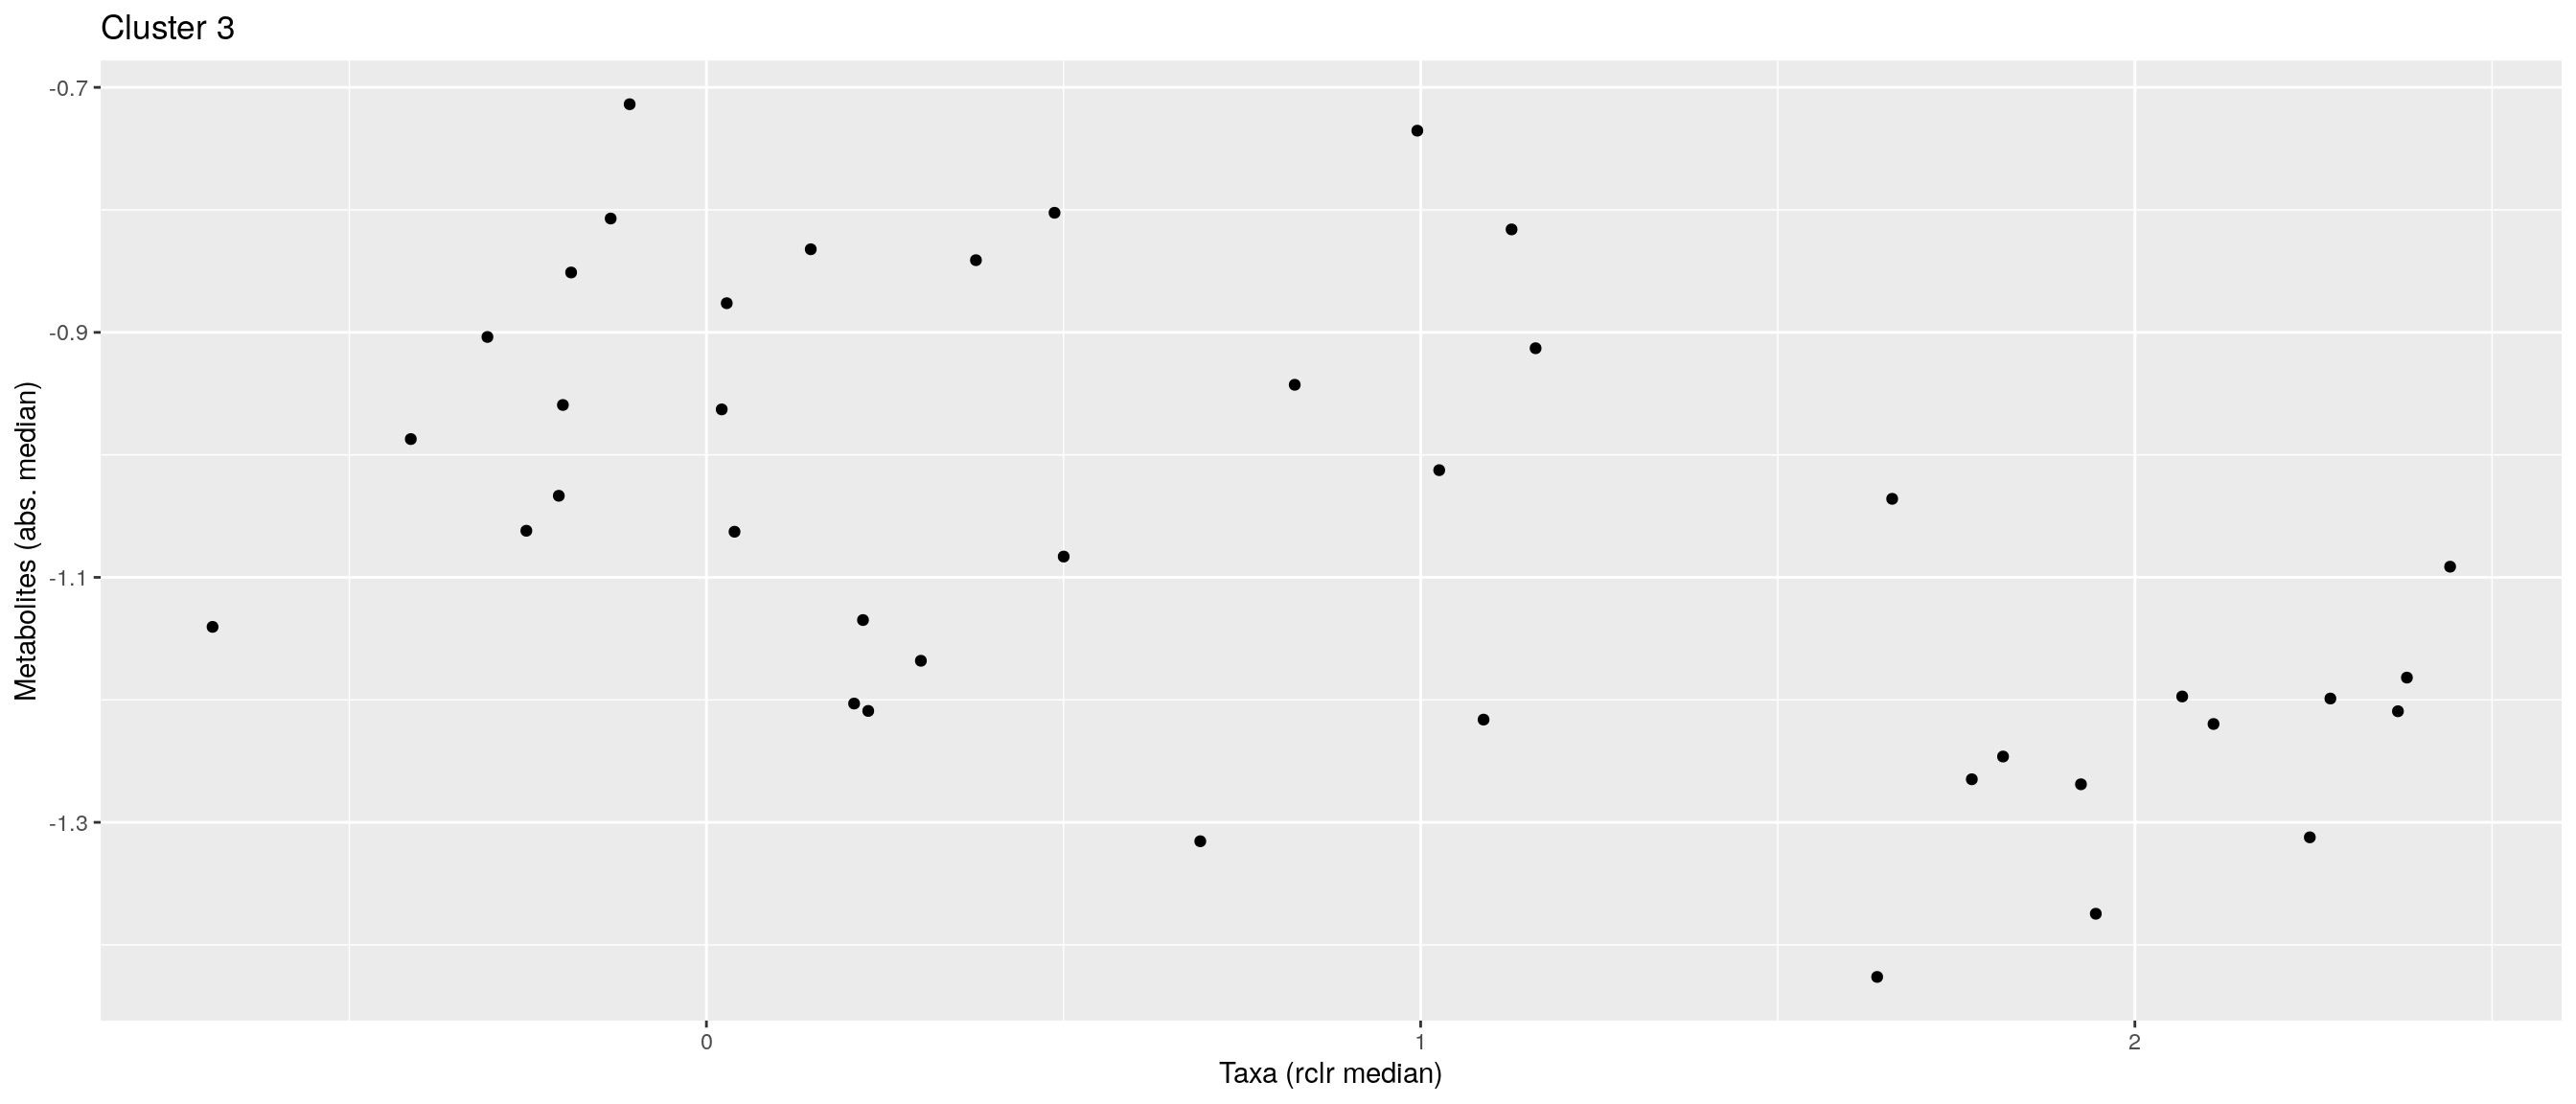 Cluster 3
-0.7
-0.9
-1.1
-1.3
Metabolites (abs. median)
0 1 2
Taxa (rclr median)